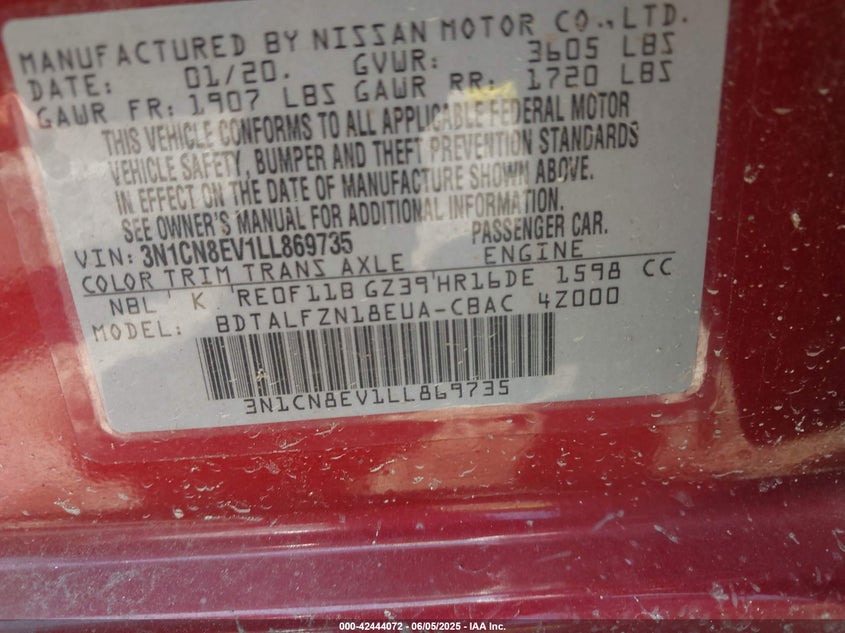 MANUFACTURED BY NISSAN MOTOR CO.,LTD.
DATE: 01/20. GVWR: 3605 LBS
GAWR FR: 1907 LBS GAWR RR: 1720 LBS
THIS VEHICLE CONFORMS TO ALL APPLICABLE FEDERAL MOTOR
VEHICLE SAFETY, BUMPER AND THEFT PREVENTION STANDARDS
IN EFFECT ON THE DATE OF MANUFACTURE SHOWN ABOVE.
SEE OWNER'S MANUAL FOR ADDITIONAL INFORMATION.
VIN: 3N1CN8EV1LL869735 PASSENGER CAR.
COLOR TRIM TRANS AXLE ENGINE
NBL K RE0F11B GZ39 HR16DE 1598 CC
MODEL: BDTALFZN18EUA-CBAC 4Z000
3N1CN8EV1LL869735
000-42444072 - 06/05/2025 - IAA Inc.